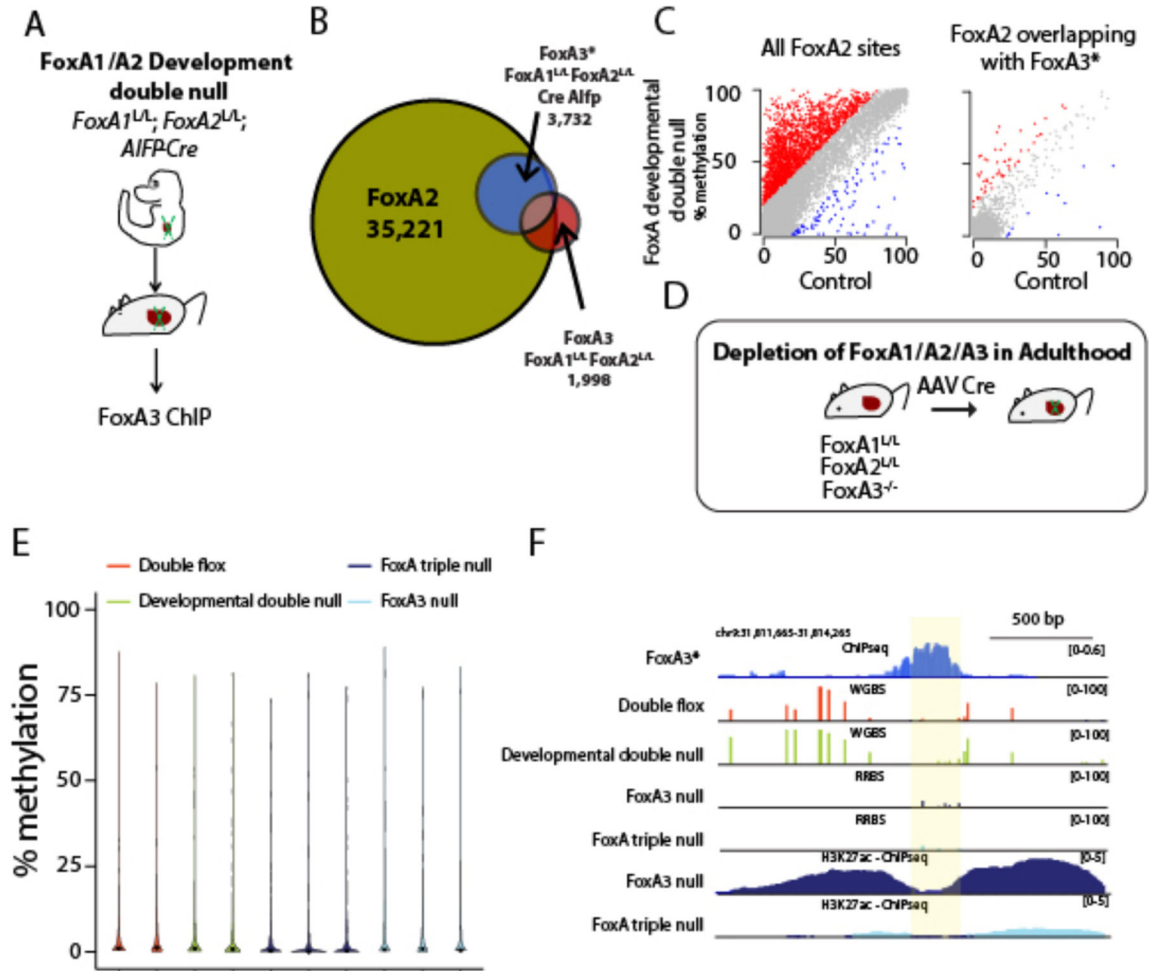 A
FoxA1/A2 Development
double null
FoxA1L/L; FoxA2L/L;
AlFP-Cre
FoxA3 ChIP
B
FoxA3*
FoxA1L/L FoxA2L/L
Cre Alfp
3,732
FoxA2
35,221
FoxA3
FoxA1L/L FoxA2L/L
1,998
C
All FoxA2 sites
FoxA2 overlapping
with FoxA3*
FoxA developmental
double null
% methylation
100
50
0
0 50 100
Control
0 50 100
Control
D
Depletion of FoxA1/A2/A3 in Adulthood
AAV Cre
FoxA1L/L
FoxA2L/L
FoxA3-/-
E
Double flox
FoxA triple null
Developmental double null
FoxA3 null
% methylation
100
75
50
25
0
F
500 bp
chr9:31,811,665-31,814,265
FoxA3* ChIPseq [0-0.6]
Double flox WGBS [0-100]
Developmental double null WGBS [0-100]
FoxA3 null RRBS [0-100]
FoxA triple null RRBS [0-100]
FoxA3 null H3K27ac - ChIPseq [0-5]
FoxA triple null H3K27ac - ChIPseq [0-5]